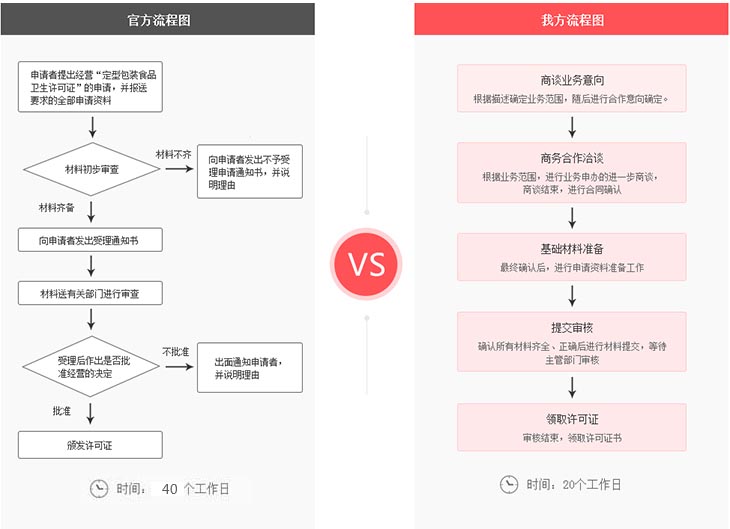 官方流程图
申请者提出经营“定型包装食品
卫生许可证”的申请，并报送
要求的全部申请资料
材料初步审查
材料不齐
向申请者发出不予受
理申请通知书，并说
明理由
材料齐备
向申请者发出受理通知书
材料送有关部门进行审查
受理后作出是否批
准经营的决定
不批准
出面通知申请者，
并说明理由
批准
颁发许可证
时间： 40 个工作日
VS
我方流程图
商谈业务意向
根据描述确定业务范围，随后进行合作意向确定。
商务合作洽谈
根据业务范围，进行业务申办的进一步商谈，
商谈结束，进行合同确认
基础材料准备
最终确认后，进行申请资料准备工作
提交审核
确认所有材料齐全、正确后进行材料提交，等待
主管部门审核
领取许可证
审核结束，领取许可证书
时间：20个工作日